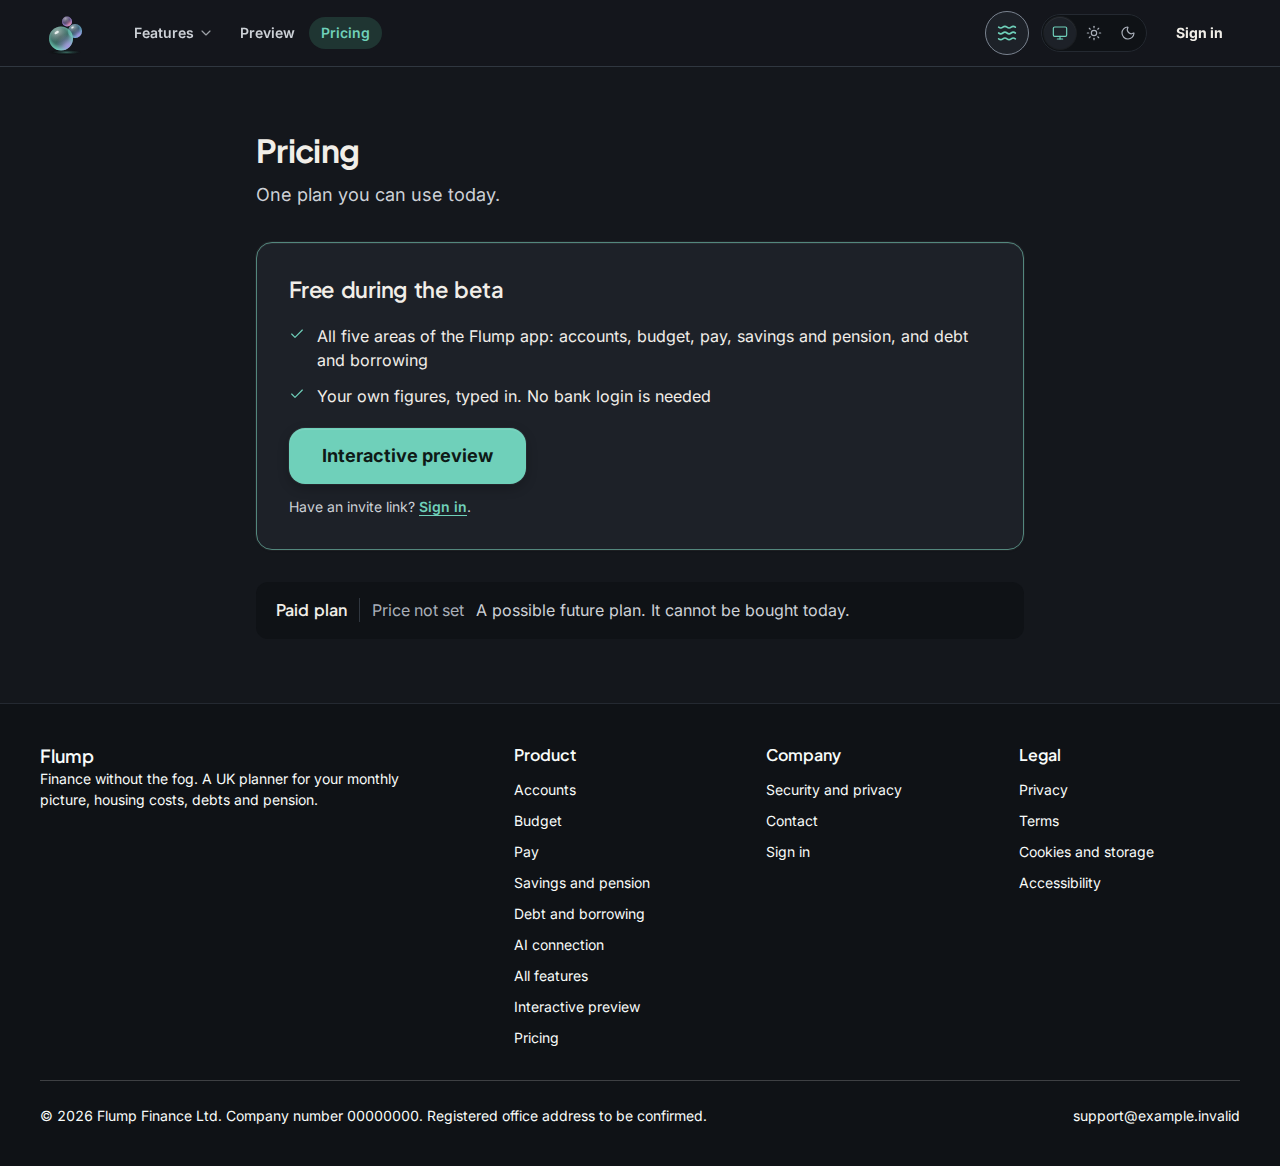 Features
Preview
Pricing
Sign in
Pricing
One plan you can use today.
Free during the beta
All five areas of the Flump app: accounts, budget, pay, savings and pension, and debt
and borrowing
Your own figures, typed in. No bank login is needed
Interactive preview
Have an invite link? Sign in.
Paid plan
Price not set
A possible future plan. It cannot be bought today.
Flump
Finance without the fog. A UK planner for your monthly
picture, housing costs, debts and pension.
Product
Accounts
Budget
Pay
Savings and pension
Debt and borrowing
AI connection
All features
Interactive preview
Pricing
Company
Security and privacy
Contact
Sign in
Legal
Privacy
Terms
Cookies and storage
Accessibility
© 2026 Flump Finance Ltd. Company number 00000000. Registered office address to be confirmed.
support@example.invalid